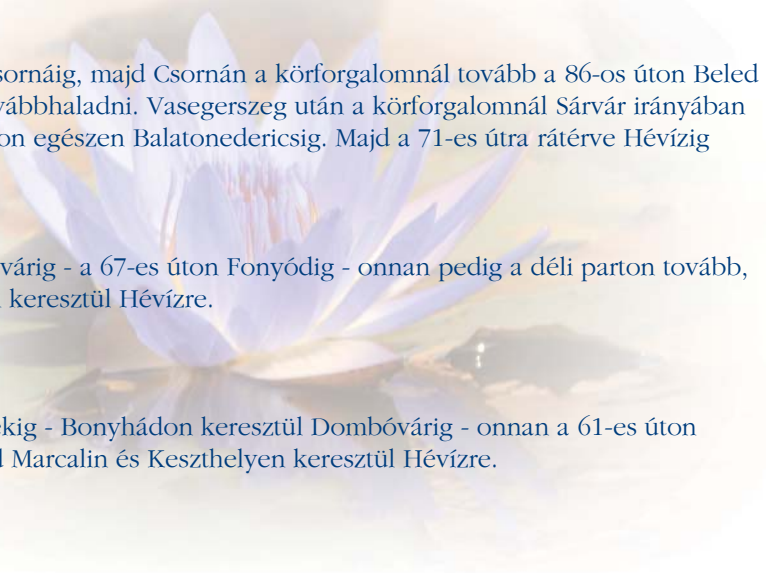 sornáig, majd Csornán a körforgalomnál tovább a 86-os úton Beled
vábbhaladni. Vasegerszeg után a körforgalomnál Sárvár irányában
on egészen Balatonedericsig. Majd a 71-es útra rátérve Hévízig
várig - a 67-es úton Fonyódig - onnan pedig a déli parton tovább,
keresztül Hévízre.
ekig - Bonyhádon keresztül Dombóvárig - onnan a 61-es úton
d Marcalin és Keszthelyen keresztül Hévízre.